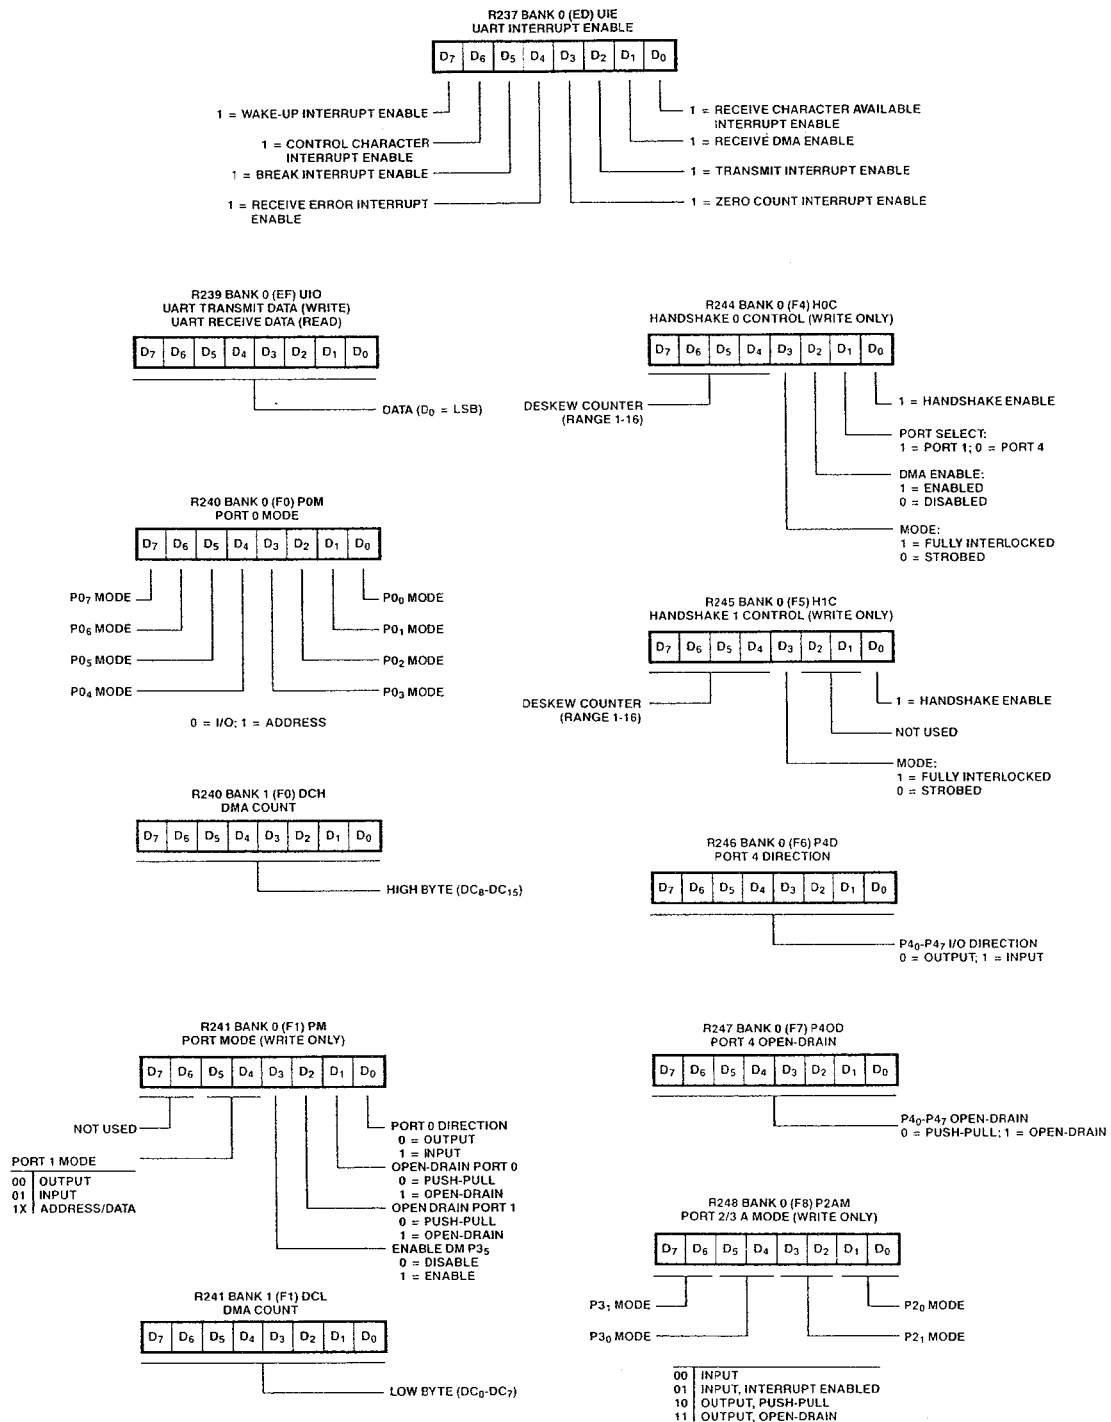 R237 BANK 0 (ED) UIE
UART INTERRUPT ENABLE
D7 D6 D5 D4 D3 D2 D1 D0
1 = WAKE-UP INTERRUPT ENABLE
1 = CONTROL CHARACTER
INTERRUPT ENABLE
1 = BREAK INTERRUPT ENABLE
1 = RECEIVE ERROR INTERRUPT
ENABLE
1 = RECEIVE CHARACTER AVAILABLE
INTERRUPT ENABLE
1 = RECEIVE DMA ENABLE
1 = TRANSMIT INTERRUPT ENABLE
1 = ZERO COUNT INTERRUPT ENABLE
R239 BANK 0 (EF) UIO
UART TRANSMIT DATA (WRITE)
UART RECEIVE DATA (READ)
D7 D6 D5 D4 D3 D2 D1 D0
DATA (D0 = LSB)
R240 BANK 0 (F0) P0M
PORT 0 MODE
D7 D6 D5 D4 D3 D2 D1 D0
P07 MODE
P06 MODE
P05 MODE
P04 MODE
P00 MODE
P01 MODE
P02 MODE
P03 MODE
0 = I/O; 1 = ADDRESS
R240 BANK 1 (F0) DCH
DMA COUNT
D7 D6 D5 D4 D3 D2 D1 D0
HIGH BYTE (DC8-DC15)
R241 BANK 0 (F1) PM
PORT MODE (WRITE ONLY)
D7 D6 D5 D4 D3 D2 D1 D0
NOT USED
PORT 1 MODE
00 OUTPUT
01 INPUT
1X ADDRESS/DATA
PORT 0 DIRECTION
0 = OUTPUT
1 = INPUT
OPEN-DRAIN PORT 0
0 = PUSH-PULL
1 = OPEN-DRAIN
OPEN DRAIN PORT 1
0 = PUSH-PULL
1 = OPEN-DRAIN
ENABLE DM P35
0 = DISABLE
1 = ENABLE
R241 BANK 1 (F1) DCL
DMA COUNT
D7 D6 D5 D4 D3 D2 D1 D0
LOW BYTE (DC0-DC7)
R244 BANK 0 (F4) H0C
HANDSHAKE 0 CONTROL (WRITE ONLY)
D7 D6 D5 D4 D3 D2 D1 D0
DESKEW COUNTER
(RANGE 1-16)
1 = HANDSHAKE ENABLE
PORT SELECT:
1 = PORT 1; 0 = PORT 4
DMA ENABLE:
1 = ENABLED
0 = DISABLED
MODE:
1 = FULLY INTERLOCKED
0 = STROBED
R245 BANK 0 (F5) H1C
HANDSHAKE 1 CONTROL (WRITE ONLY)
D7 D6 D5 D4 D3 D2 D1 D0
DESKEW COUNTER
(RANGE 1-16)
1 = HANDSHAKE ENABLE
NOT USED
MODE:
1 = FULLY INTERLOCKED
0 = STROBED
R246 BANK 0 (F6) P4D
PORT 4 DIRECTION
D7 D6 D5 D4 D3 D2 D1 D0
P40-P47 I/O DIRECTION
0 = OUTPUT; 1 = INPUT
R247 BANK 0 (F7) P4OD
PORT 4 OPEN-DRAIN
D7 D6 D5 D4 D3 D2 D1 D0
P40-P47 OPEN-DRAIN
0 = PUSH-PULL; 1 = OPEN-DRAIN
R248 BANK 0 (F8) P2AM
PORT 2/3 A MODE (WRITE ONLY)
D7 D6 D5 D4 D3 D2 D1 D0
P31 MODE
P30 MODE
P20 MODE
P21 MODE
00 INPUT
01 INPUT, INTERRUPT ENABLED
10 OUTPUT, PUSH-PULL
11 OUTPUT, OPEN-DRAIN